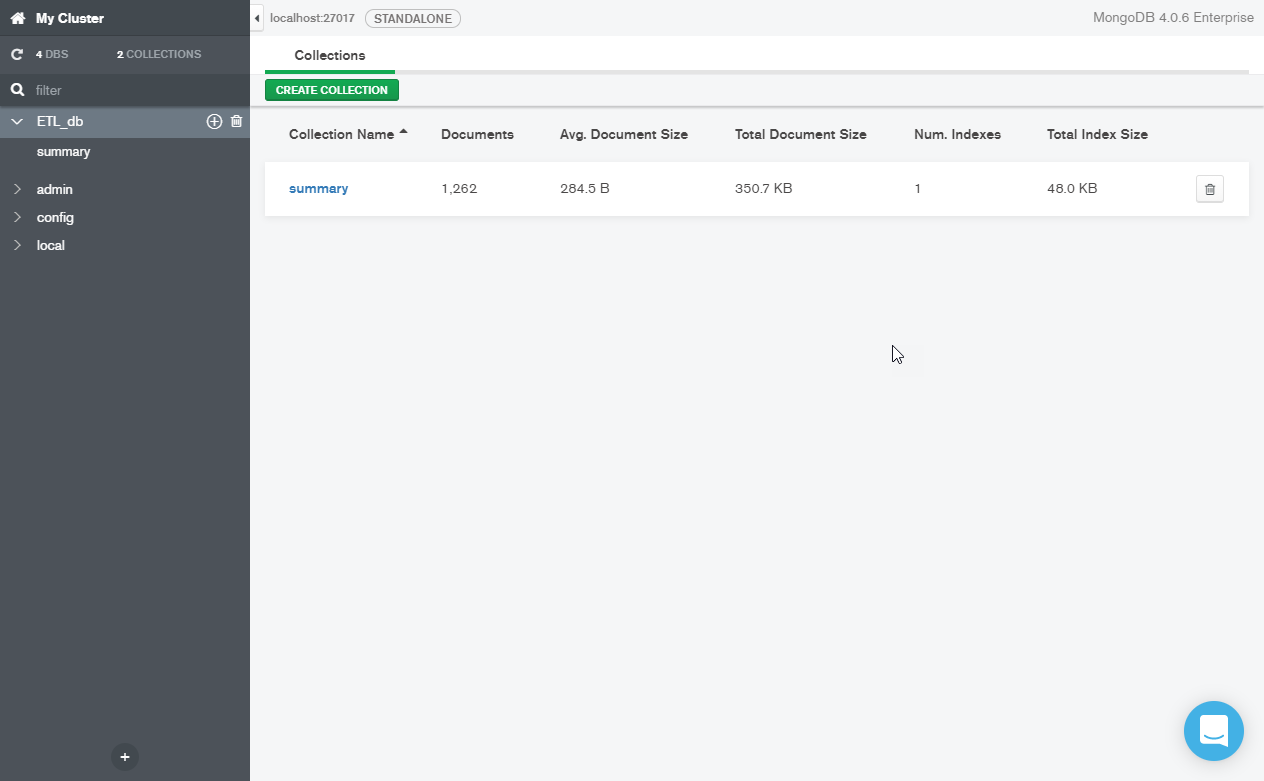 My Cluster
localhost:27017 STANDALONE MongoDB 4.0.6 Enterprise
4 DBS 2 COLLECTIONS
Collections
filter
CREATE COLLECTION
ETL_db
summary
admin
config
local
Collection Name Documents Avg. Document Size Total Document Size Num. Indexes Total Index Size
summary 1,262 284.5 B 350.7 KB 1 48.0 KB